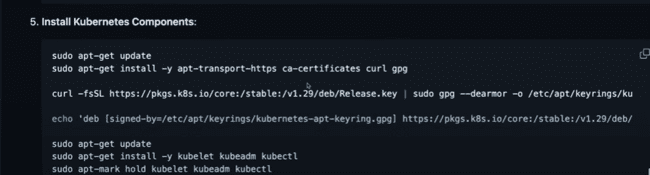 5. Install Kubernetes Components:
sudo apt-get update
sudo apt-get install -y apt-transport-https ca-certificates curl gpg
curl -fsSL https://pkgs.k8s.io/core:/stable:/v1.29/deb/Release.key | sudo gpg --dearmor -o /etc/apt/keyrings/ku
echo 'deb [signed-by=/etc/apt/keyrings/kubernetes-apt-keyring.gpg] https://pkgs.k8s.io/core:/stable:/v1.29/deb/
sudo apt-get update
sudo apt-get install -y kubelet kubeadm kubectl
sudo apt-mark hold kubelet kubeadm kubectl